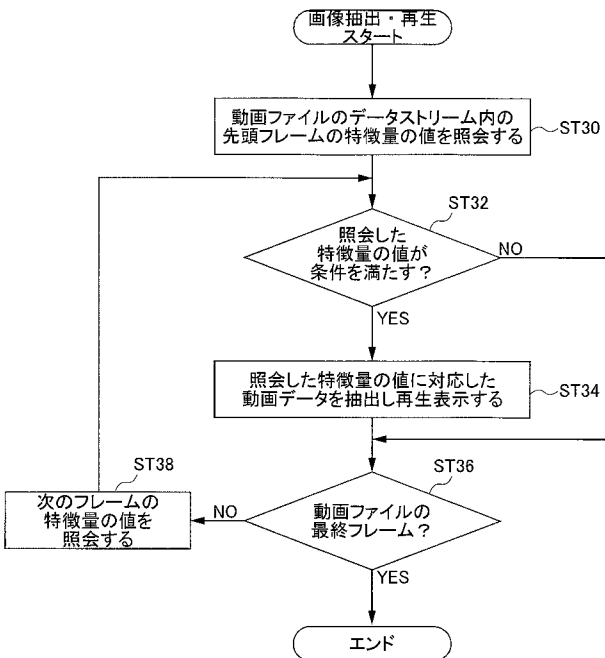 画像抽出・再生
スタート
動画ファイルのデータストリーム内の
先頭フレームの特徴量の値を照会する
ST30
ST32
照会した
特徴量の値が
条件を満たす？
NO
YES
照会した特徴量の値に対応した
動画データを抽出し再生表示する
ST34
ST38
ST36
次のフレームの
特徴量の値を
照会する
NO
動画ファイルの
最終フレーム？
YES
エンド